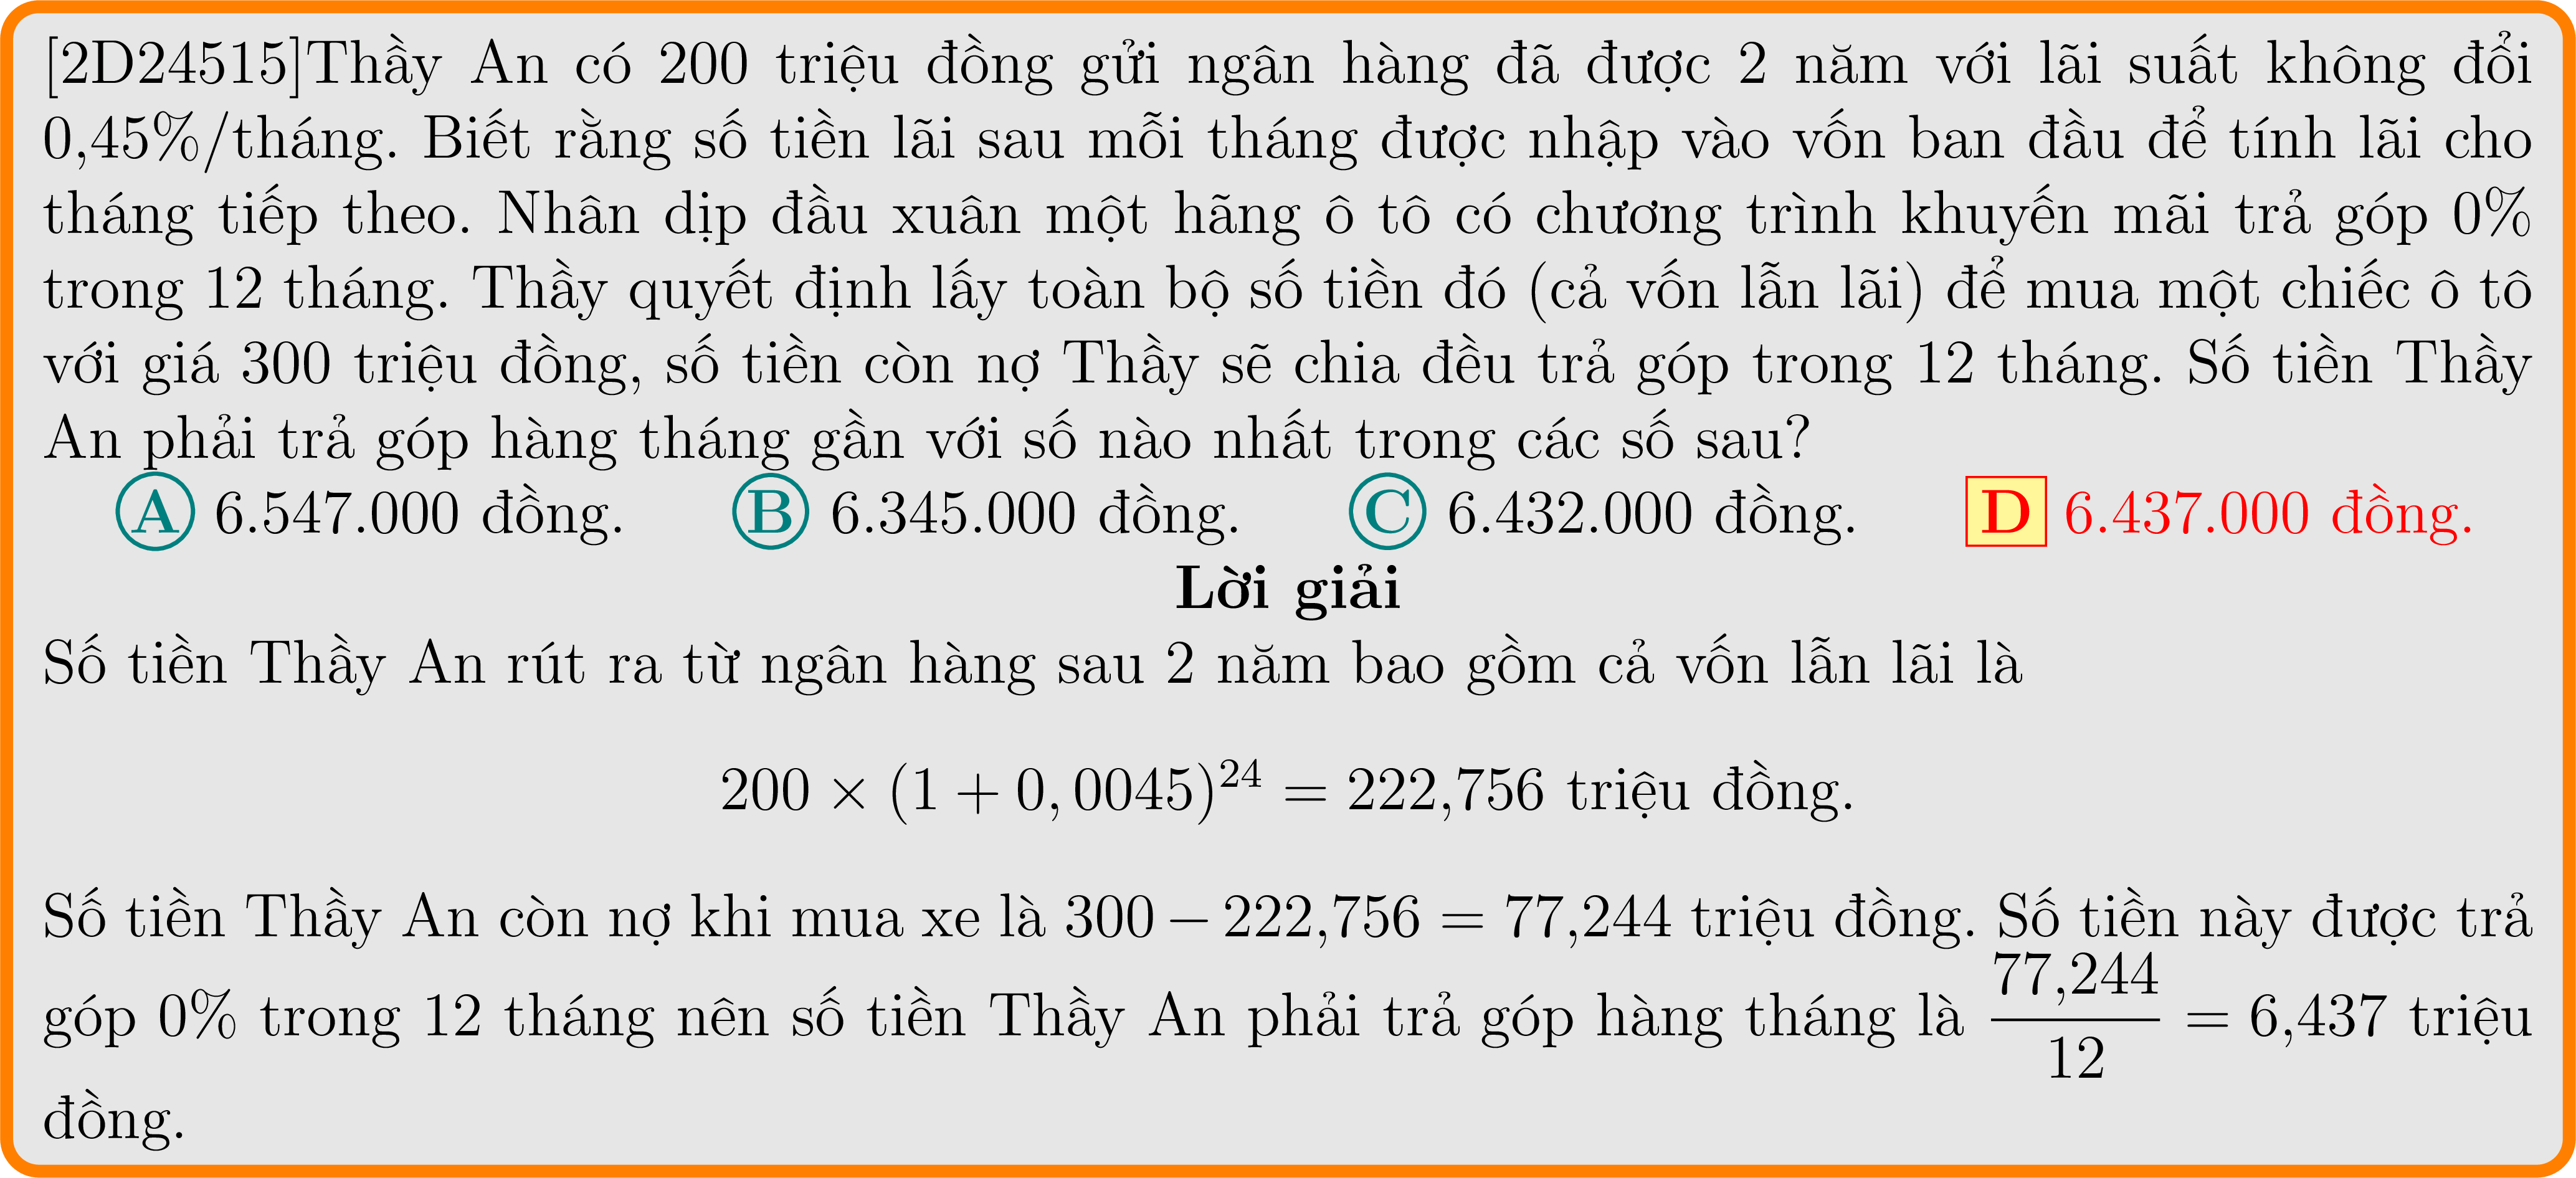 [2D24515]Thầy An có 200 triệu đồng gửi ngân hàng đã được 2 năm với lãi suất không đổi
0,45%/tháng. Biết rằng số tiền lãi sau mỗi tháng được nhập vào vốn ban đầu để tính lãi cho
tháng tiếp theo. Nhân dịp đầu xuân một hãng ô tô có chương trình khuyến mãi trả góp 0%
trong 12 tháng. Thầy quyết định lấy toàn bộ số tiền đó (cả vốn lẫn lãi) để mua một chiếc ô tô
với giá 300 triệu đồng, số tiền còn nợ Thầy sẽ chia đều trả góp trong 12 tháng. Số tiền Thầy
An phải trả góp hàng tháng gần với số nào nhất trong các số sau?
A 6.547.000 đồng. B 6.345.000 đồng. C 6.432.000 đồng. D 6.437.000 đồng.
Lời giải
Số tiền Thầy An rút ra từ ngân hàng sau 2 năm bao gồm cả vốn lẫn lãi là
200 × (1 + 0, 0045)^24 = 222,756 triệu đồng.
Số tiền Thầy An còn nợ khi mua xe là 300 − 222,756 = 77,244 triệu đồng. Số tiền này được trả
góp 0% trong 12 tháng nên số tiền Thầy An phải trả góp hàng tháng là 77,244/12 = 6,437 triệu
đồng.